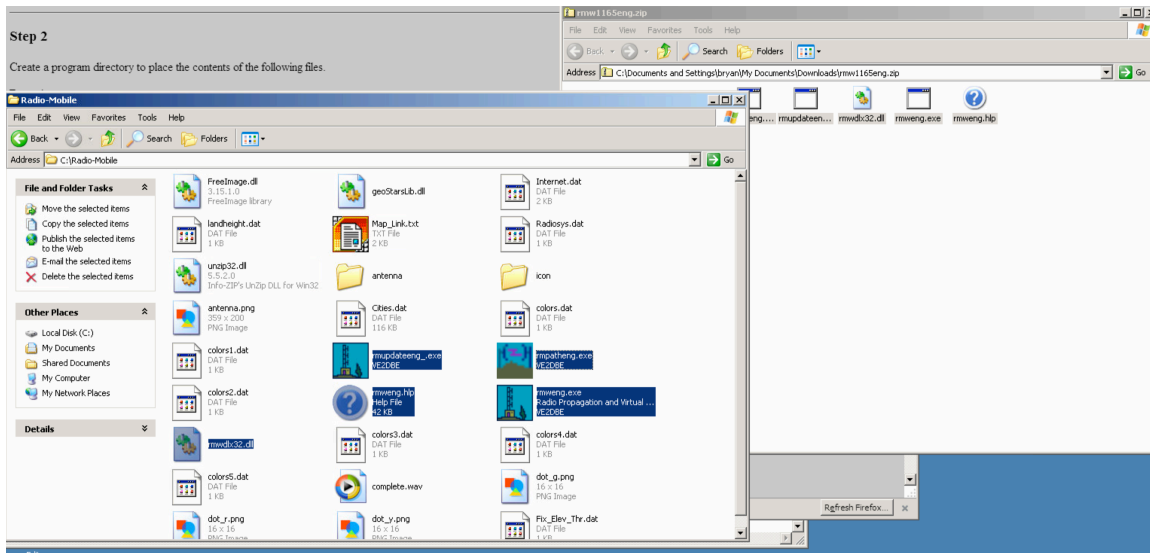 Step 2
Create a program directory to place the contents of the following files.
rmw1165eng.zip
File Edit View Favorites Tools Help
Back Search Folders
Address C:\Documents and Settings\bryan\My Documents\Downloads\rmw1165eng.zip Go
eng.... rmupdateen... rmwdlx32.dll rmweng.exe rmweng.hlp
Radio-Mobile
File Edit View Favorites Tools Help
Back Search Folders
Address C:\Radio-Mobile Go
File and Folder Tasks
Move the selected items
Copy the selected items
Publish the selected items
to the Web
E-mail the selected items
Delete the selected items
Other Places
Local Disk (C:)
My Documents
Shared Documents
My Computer
My Network Places
Details
FreeImage.dll
3.15.1.0
FreeImage library
geoStarsLib.dll
Internet.dat
DAT File
2 KB
landheight.dat
DAT File
1 KB
Map_Link.txt
TXT File
2 KB
Radiosys.dat
DAT File
1 KB
unzip32.dll
5.5.2.0
Info-ZIP's UnZip DLL for Win32
antenna
icon
antenna.png
359 x 200
PNG Image
Cities.dat
DAT File
116 KB
colors.dat
DAT File
1 KB
colors1.dat
DAT File
1 KB
rmupdateeng_.exe
VE2DBE
rmpatheng.exe
VE2DBE
colors2.dat
DAT File
1 KB
rmweng.hlp
Help File
42 KB
rmweng.exe
Radio Propagation and Virtual ...
VE2DBE
rmwdlx32.dll
colors3.dat
DAT File
1 KB
colors4.dat
DAT File
1 KB
colors5.dat
DAT File
1 KB
complete.wav
dot_g.png
16 x 16
PNG Image
dot_r.png
16 x 16
PNG Image
dot_y.png
16 x 16
PNG Image
Fix_Elev_Thr.dat
DAT File
1 KB
Refresh Firefox...